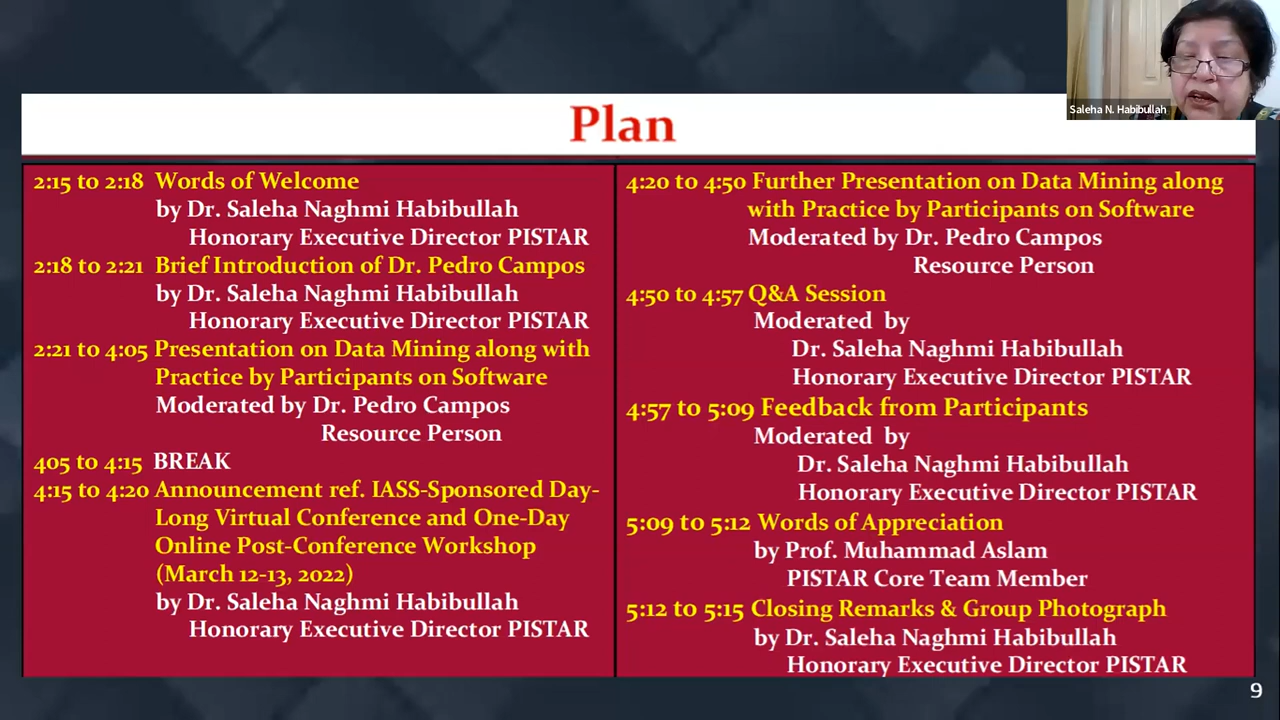 Saleha N. Habibullah
Plan
2:15 to 2:18 Words of Welcome
by Dr. Saleha Naghmi Habibullah
Honorary Executive Director PISTAR
2:18 to 2:21 Brief Introduction of Dr. Pedro Campos
by Dr. Saleha Naghmi Habibullah
Honorary Executive Director PISTAR
2:21 to 4:05 Presentation on Data Mining along with
Practice by Participants on Software
Moderated by Dr. Pedro Campos
Resource Person
405 to 4:15 BREAK
4:15 to 4:20 Announcement ref. IASS-Sponsored Day-
Long Virtual Conference and One-Day
Online Post-Conference Workshop
(March 12-13, 2022)
by Dr. Saleha Naghmi Habibullah
Honorary Executive Director PISTAR
4:20 to 4:50 Further Presentation on Data Mining along
with Practice by Participants on Software
Moderated by Dr. Pedro Campos
Resource Person
4:50 to 4:57 Q&A Session
Moderated by
Dr. Saleha Naghmi Habibullah
Honorary Executive Director PISTAR
4:57 to 5:09 Feedback from Participants
Moderated by
Dr. Saleha Naghmi Habibullah
Honorary Executive Director PISTAR
5:09 to 5:12 Words of Appreciation
by Prof. Muhammad Aslam
PISTAR Core Team Member
5:12 to 5:15 Closing Remarks & Group Photograph
by Dr. Saleha Naghmi Habibullah
Honorary Executive Director PISTAR
9